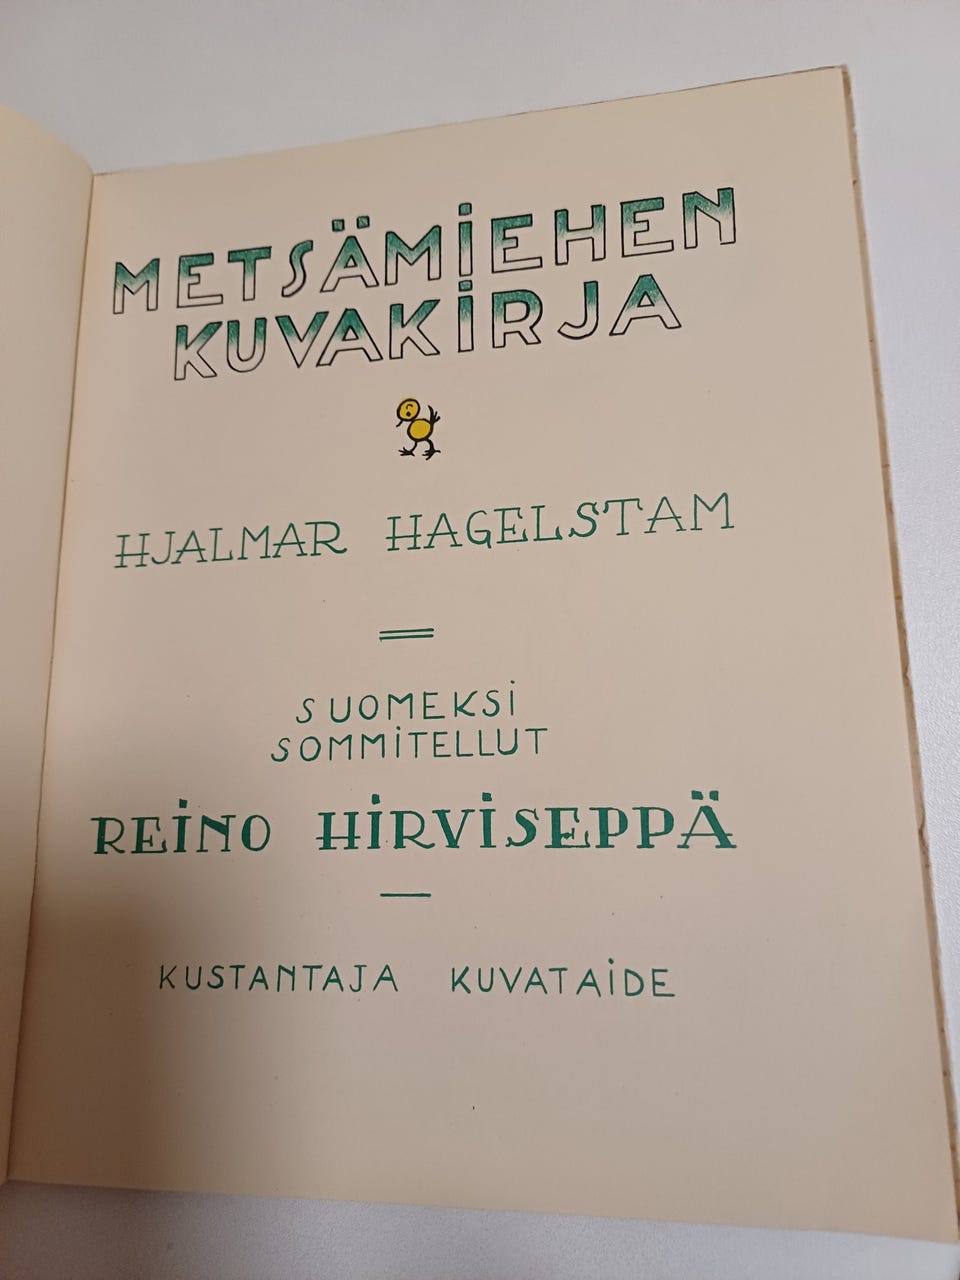 METSÄMIEHEN
KUVAKIRJA
HJALMAR HAGELSTAM
SUOMEKSI
SOMMITELLUT
REINO HIRVISEPPÄ
KUSTANTAJA KUVATAIDE